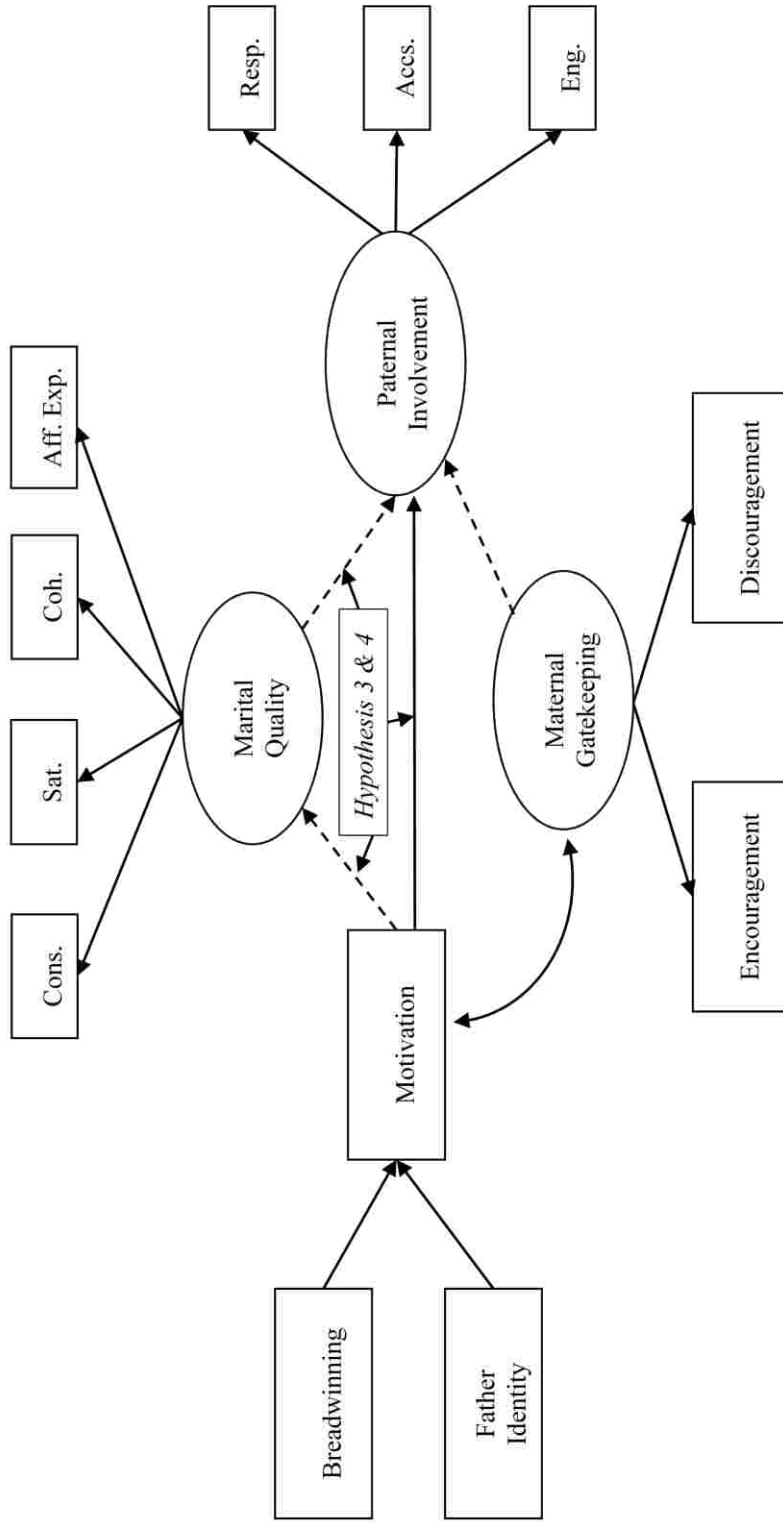 Cons.
Sat.
Coh.
Aff. Exp.
Marital
Quality
Breadwinning
Father
Identity
Motivation
Hypothesis 3 & 4
Paternal
Involvement
Resp.
Accs.
Eng.
Maternal
Gatekeeping
Encouragement
Discouragement